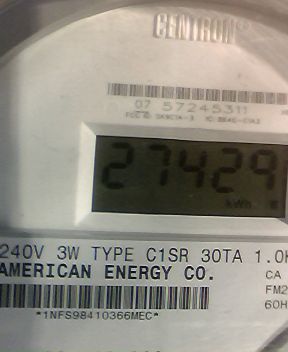 CENTRON®
07 57245311
27429
kWh
240V 3W TYPE C1SR 30TA 1.0K
AMERICAN ENERGY CO.
CA
FM2
60H
*1NFS98410366MEC*